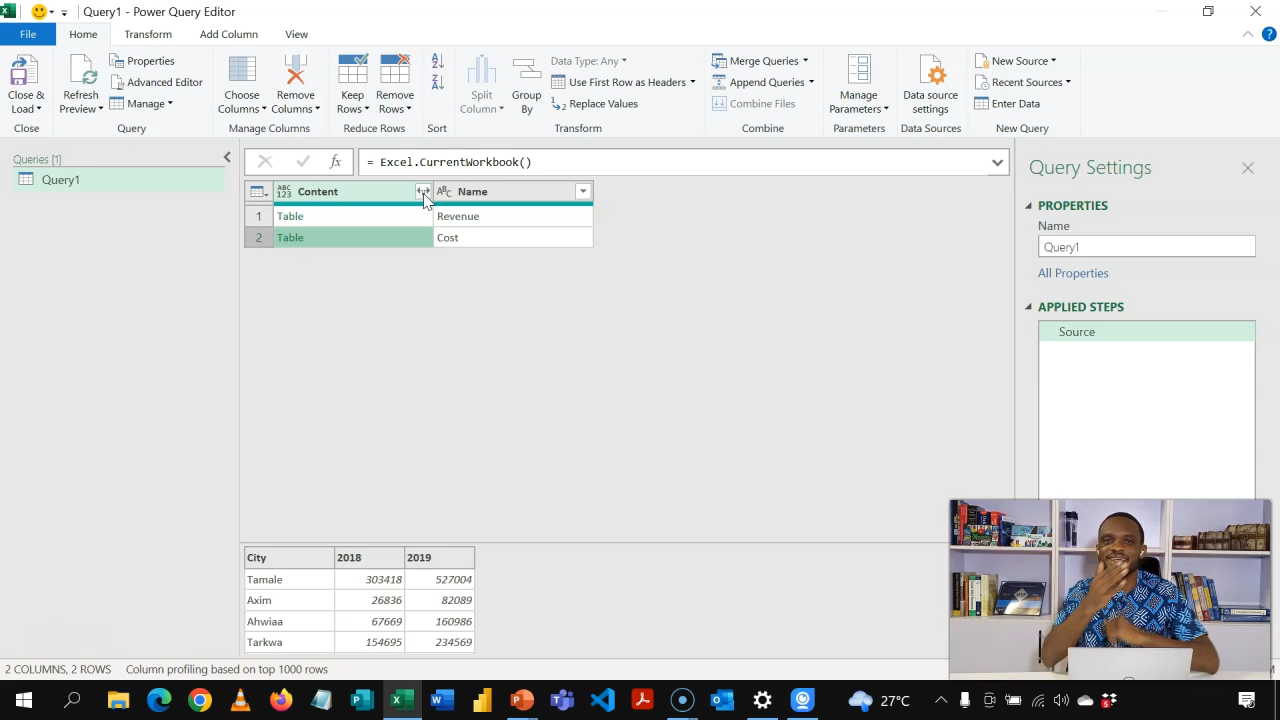 Query1 - Power Query Editor
File Home Transform Add Column View
Close & Load
Close
Refresh Preview
Properties
Advanced Editor
Manage
Query
Choose Columns
Remove Columns
Manage Columns
Keep Rows
Remove Rows
Reduce Rows
Sort
Split Column
Group By
Data Type: Any
Use First Row as Headers
Replace Values
Transform
Merge Queries
Append Queries
Combine Files
Combine
Manage Parameters
Parameters
Data source settings
Data Sources
New Source
Recent Sources
Enter Data
New Query
Queries [1]
Query1
fx = Excel.CurrentWorkbook()
ABC 123 Content ABC Name
1 Table Revenue
2 Table Cost
City 2018 2019
Tamale 303418 527004
Axim 26836 82089
Ahwiaa 67669 160986
Tarkwa 154695 234569
Query Settings
PROPERTIES
Name
Query1
All Properties
APPLIED STEPS
Source
2 COLUMNS, 2 ROWS Column profiling based on top 1000 rows
27°C